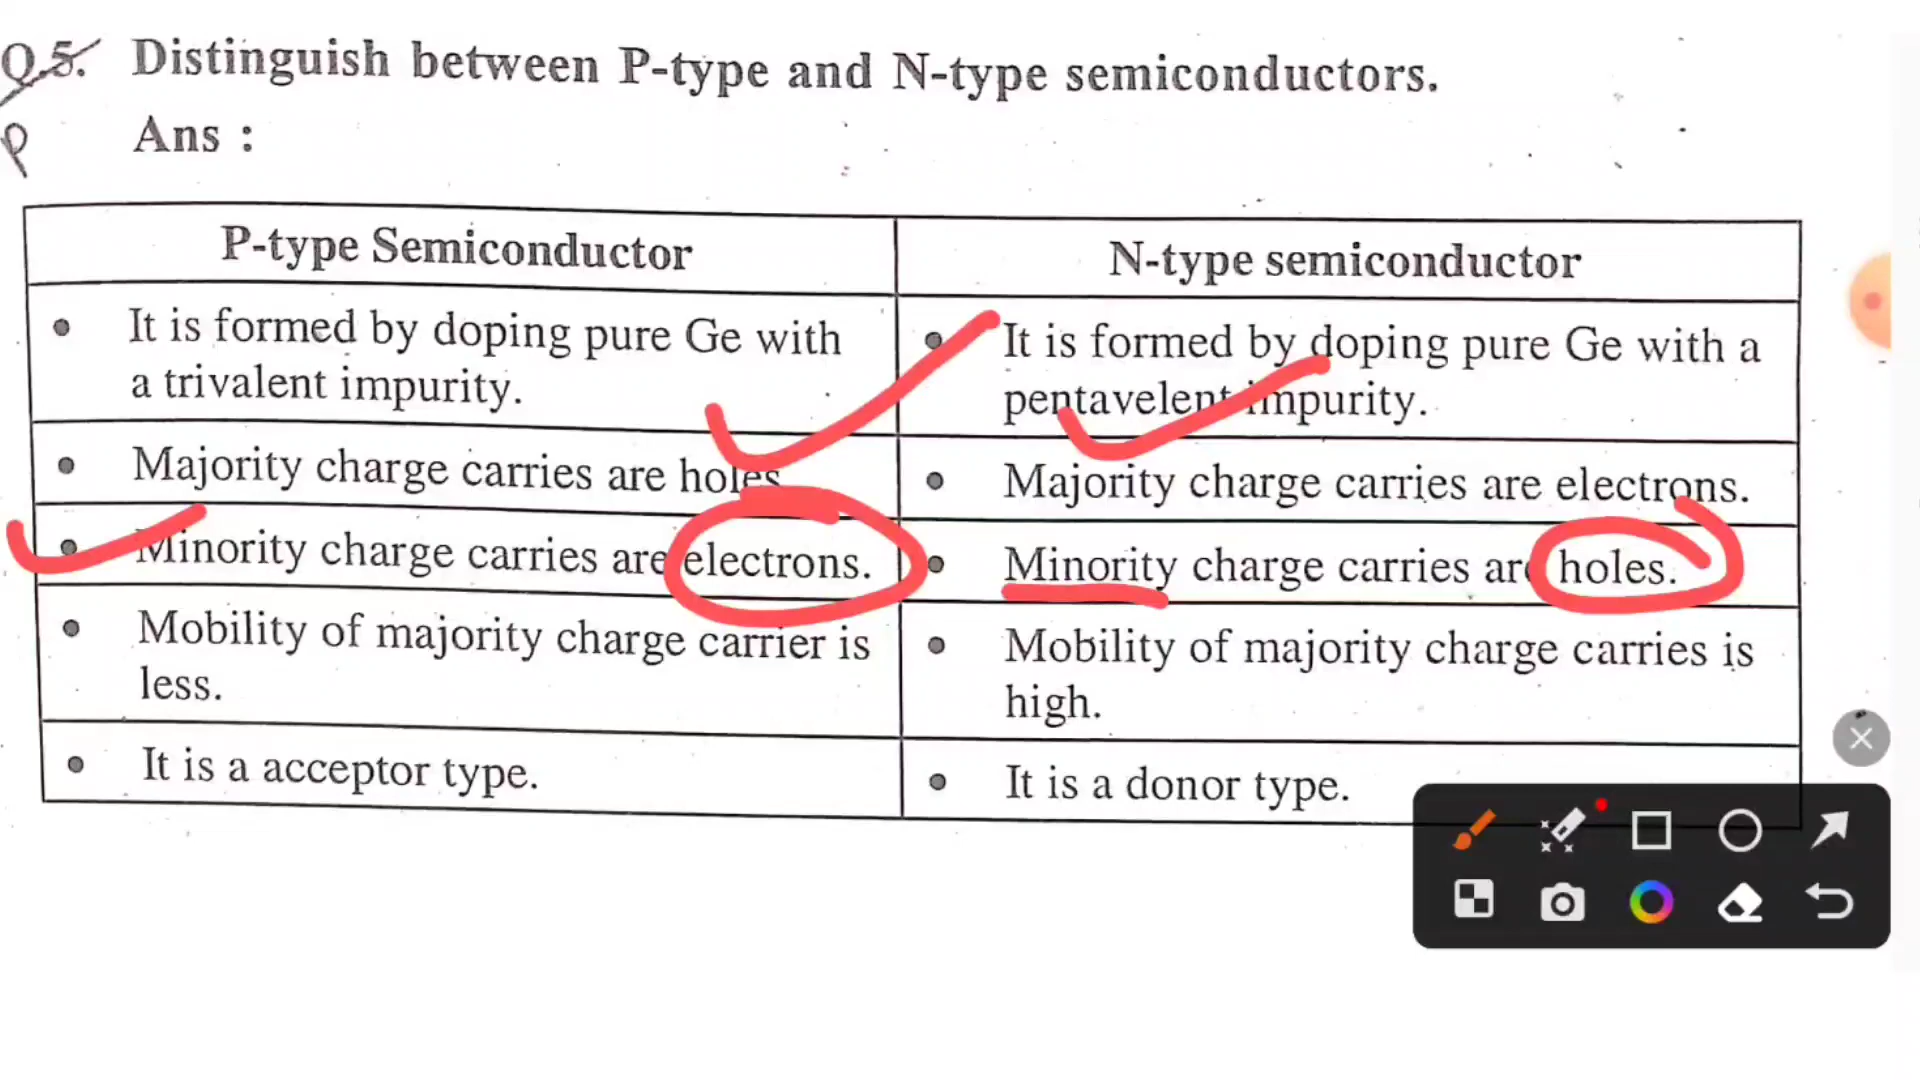 Q.5. Distinguish between P-type and N-type semiconductors.
P
Ans :
P-type Semiconductor
N-type semiconductor
It is formed by doping pure Ge with
a trivalent impurity.
It is formed by doping pure Ge with a
pentavelent impurity.
Majority charge carries are holes
Majority charge carries are electrons.
Minority charge carries are electrons.
Minority charge carries are holes.
Mobility of majority charge carrier is
less.
Mobility of majority charge carries is
high.
It is a acceptor type.
It is a donor type.